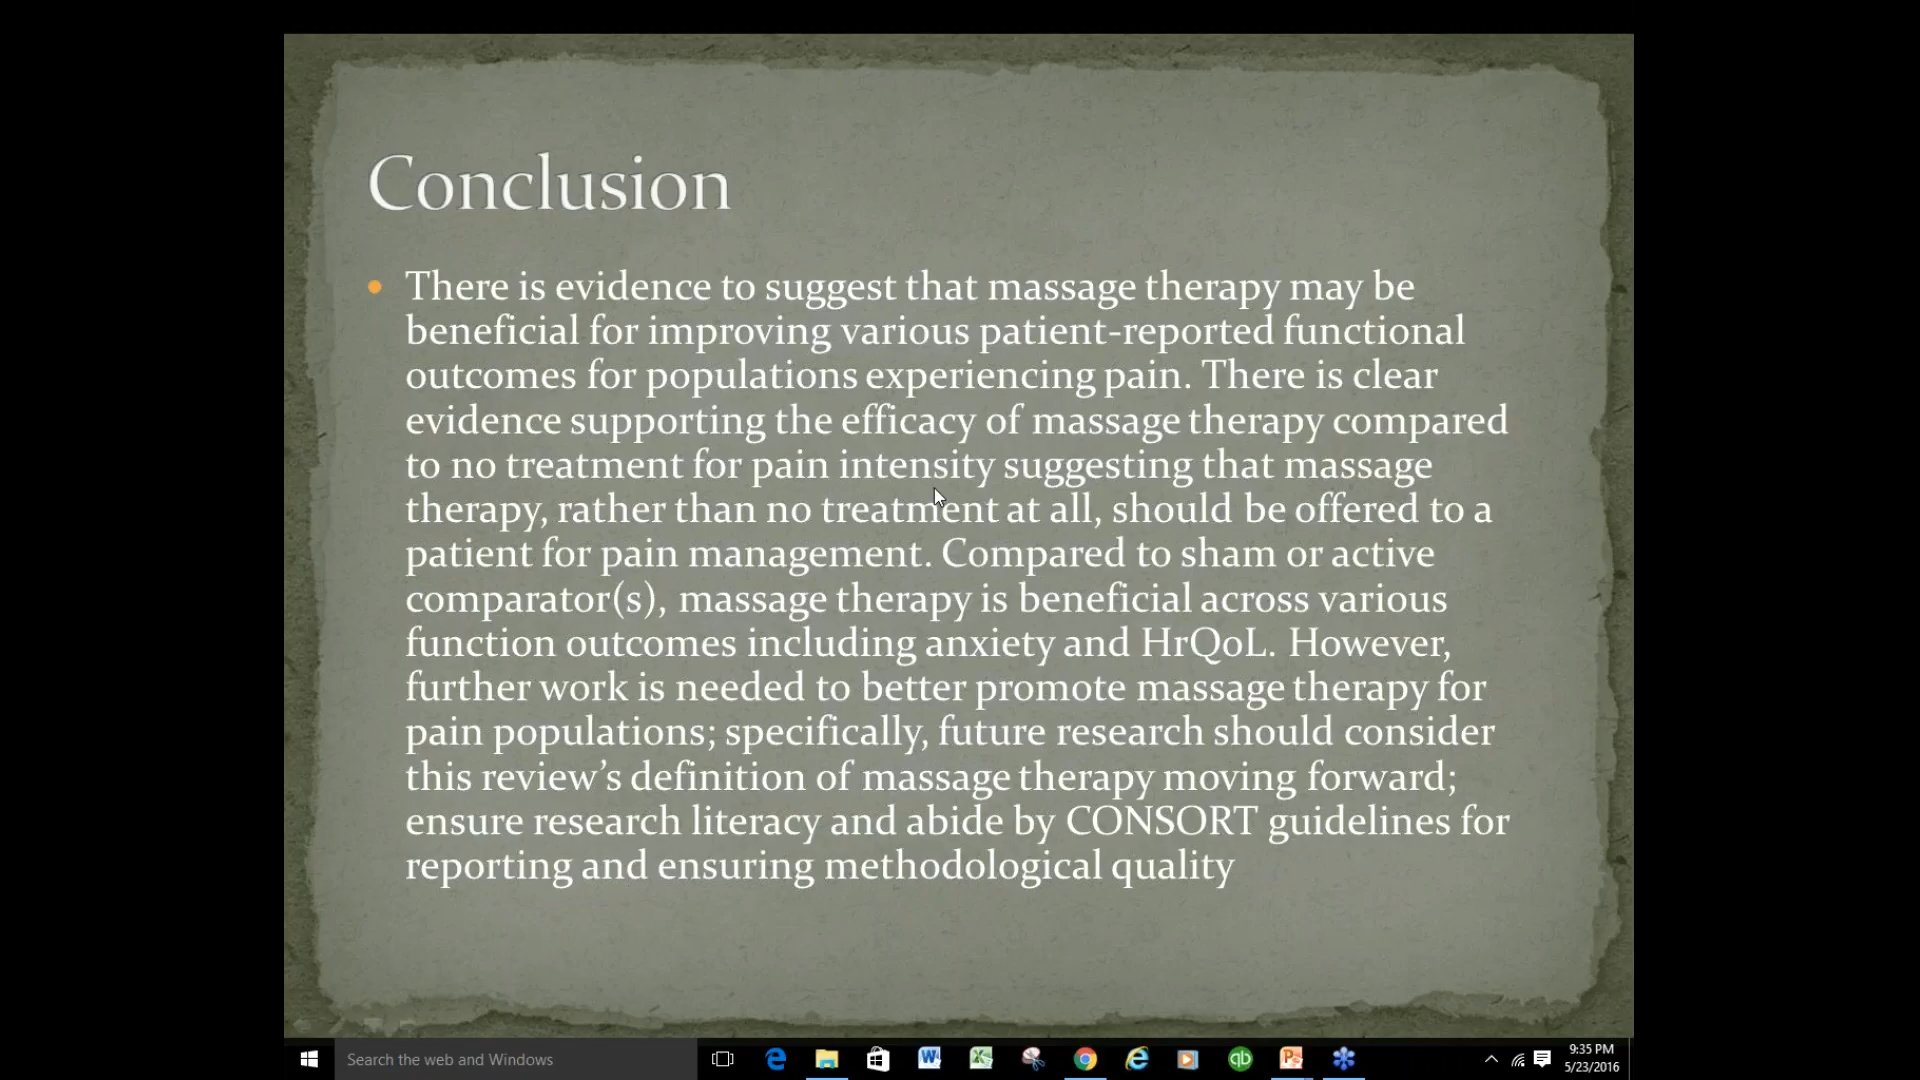 Conclusion
There is evidence to suggest that massage therapy may be
beneficial for improving various patient-reported functional
outcomes for populations experiencing pain. There is clear
evidence supporting the efficacy of massage therapy compared
to no treatment for pain intensity suggesting that massage
therapy, rather than no treatment at all, should be offered to a
patient for pain management. Compared to sham or active
comparator(s), massage therapy is beneficial across various
function outcomes including anxiety and HrQoL. However,
further work is needed to better promote massage therapy for
pain populations; specifically, future research should consider
this review’s definition of massage therapy moving forward;
ensure research literacy and abide by CONSORT guidelines for
reporting and ensuring methodological quality
Search the web and Windows
9:35 PM
5/23/2016